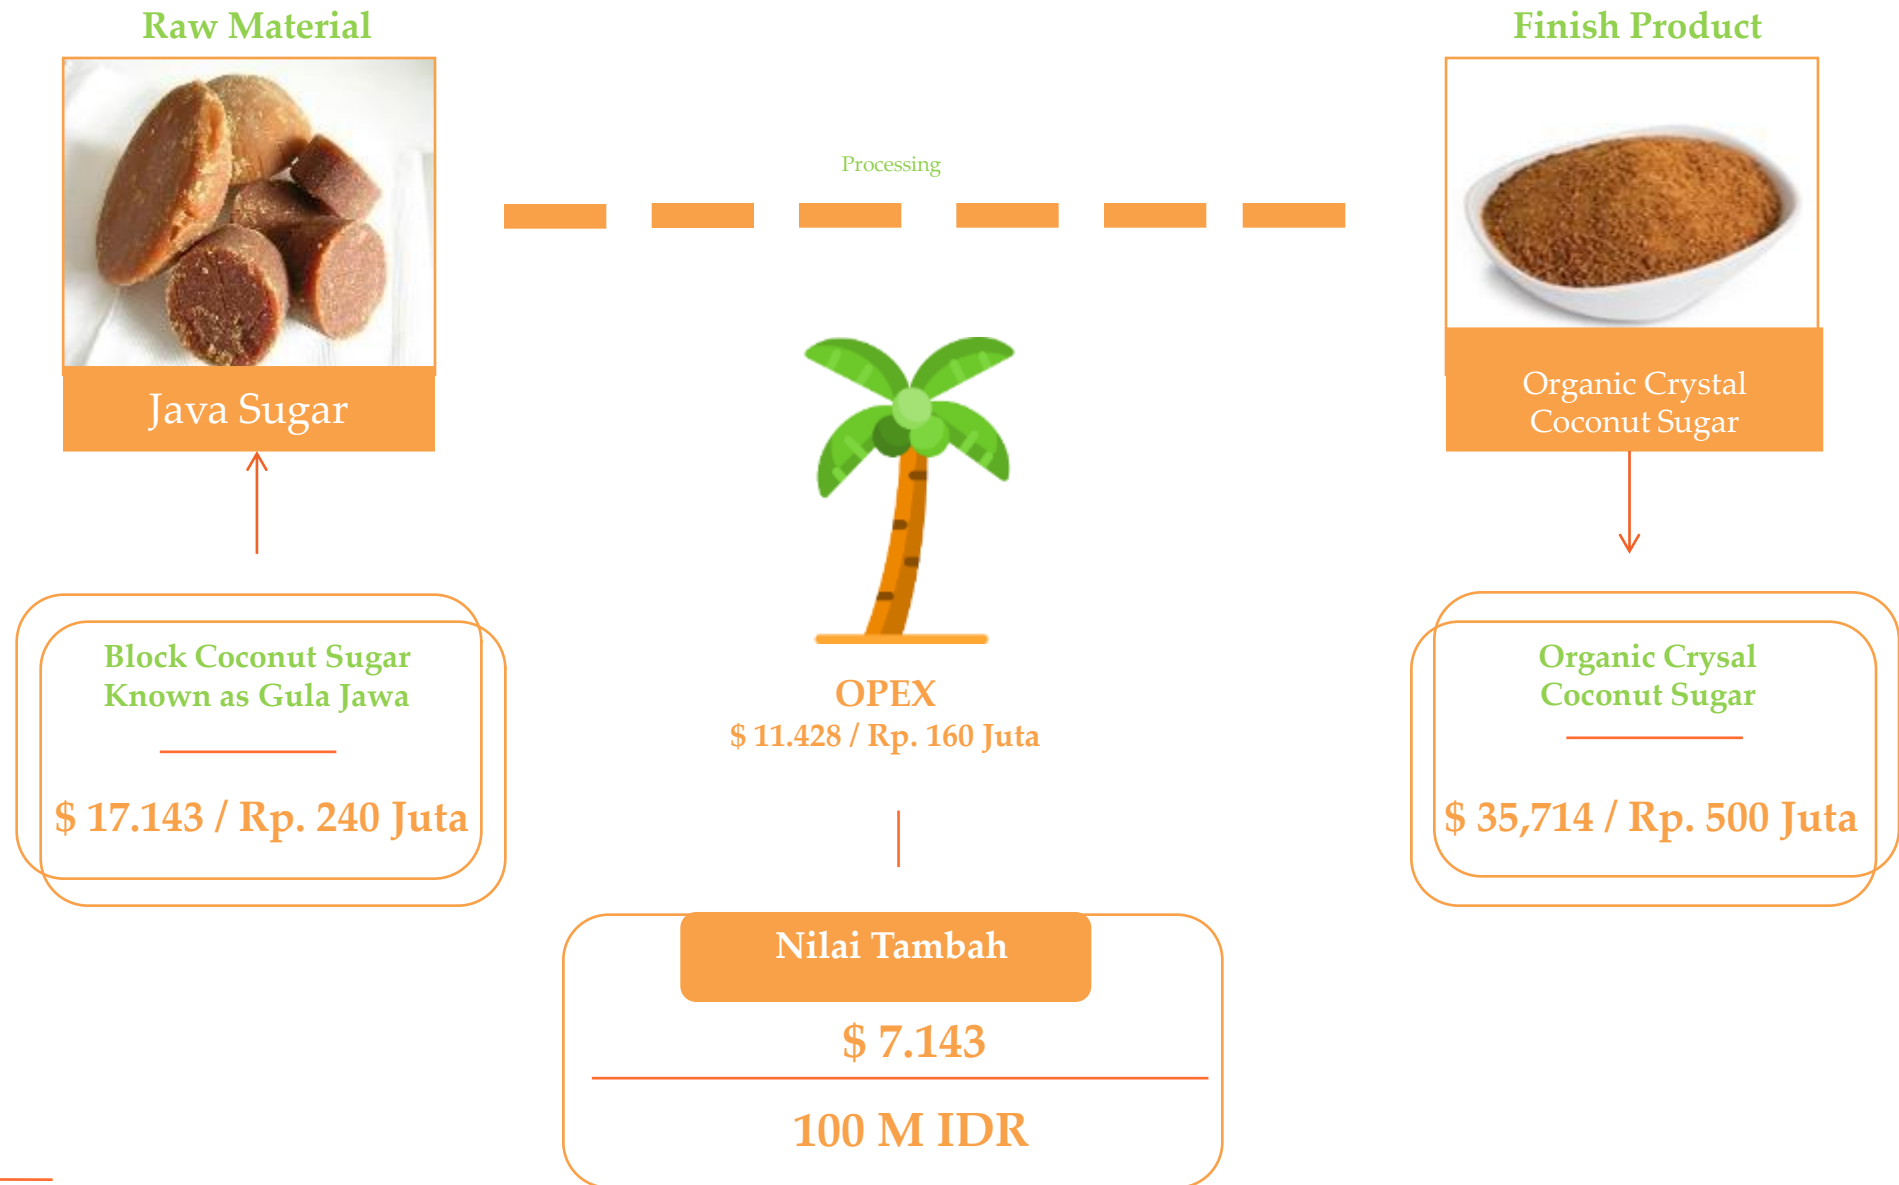 Raw Material
Finish Product
Processing
Java Sugar
Organic Crystal
Coconut Sugar
Block Coconut Sugar
Known as Gula Jawa
$ 17.143 / Rp. 240 Juta
OPEX
$ 11.428 / Rp. 160 Juta
Organic Crysal
Coconut Sugar
$ 35,714 / Rp. 500 Juta
Nilai Tambah
$ 7.143
100 M IDR